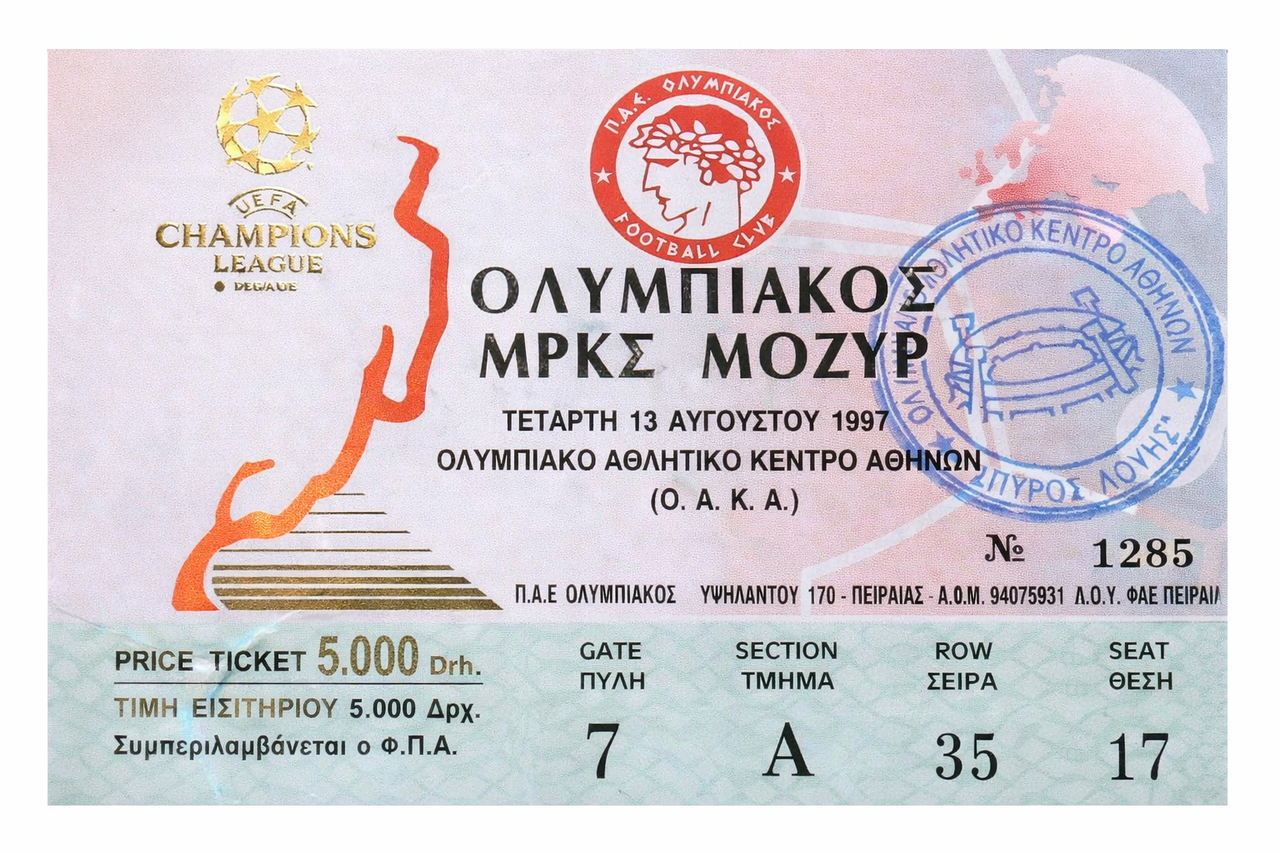 UEFA
CHAMPIONS
LEAGUE
Π.Α.Ε. ΟΛΥΜΠΙΑΚΟΣ
FOOTBALL CLUB
ΟΛΥΜΠΙΑΚΟΣ
ΜΡΚΣ ΜΟΖΥΡ
ΤΕΤΑΡΤΗ 13 ΑΥΓΟΥΣΤΟΥ 1997
ΟΛΥΜΠΙΑΚΟ ΑΘΛΗΤΙΚΟ ΚΕΝΤΡΟ ΑΘΗΝΩΝ
(Ο. Α. Κ. Α.)
ΑΘΛΗΤΙΚΟ ΚΕΝΤΡΟ ΑΘΗΝΩΝ
ΣΠΥΡΟΣ ΛΟΥΗΣ"
№ 1285
Π.Α.Ε ΟΛΥΜΠΙΑΚΟΣ ΥΨΗΛΑΝΤΟΥ 170 - ΠΕΙΡΑΙΑΣ - Α.Φ.Μ. 94075931 Δ.Ο.Υ. ΦΑΕ
PRICE TICKET 5.000 Drh.
ΤΙΜΗ ΕΙΣΙΤΗΡΙΟΥ 5.000 Δρχ.
Συμπεριλαμβάνεται ο Φ.Π.Α.
GATE SECTION ROW SEAT
ΠΥΛΗ ΤΜΗΜΑ ΣΕΙΡΑ ΘΕΣΗ
7 A 35 17